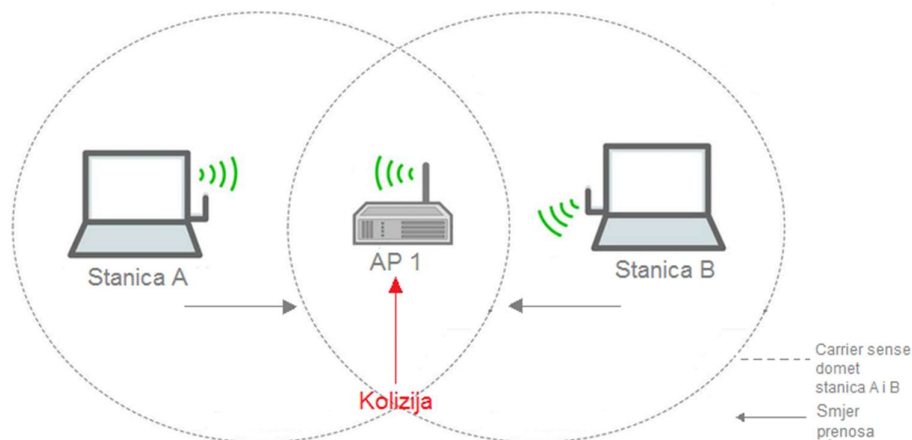 Stanica A
AP 1
Stanica B
Kolizija
Carrier sense
domet
stanica A i B
Smjer
prenosa